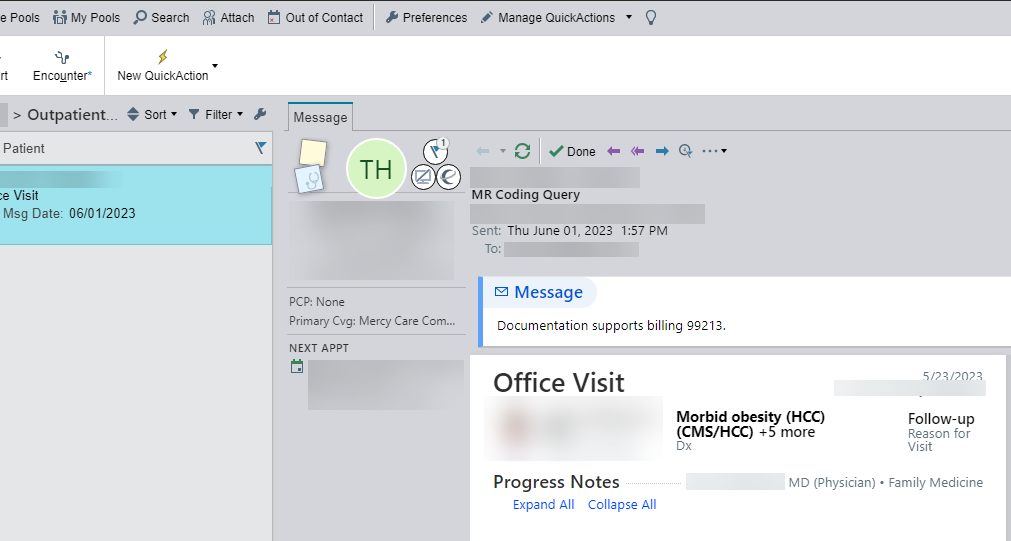 e Pools My Pools Search Attach Out of Contact Preferences Manage QuickActions
rt Encounter* New QuickAction
> Outpatient... Sort Filter
Patient
ce Visit
Msg Date: 06/01/2023
Message
TH 1
Done
MR Coding Query
Sent: Thu June 01, 2023 1:57 PM
To:
PCP: None
Primary Cvg: Mercy Care Com...
NEXT APPT
Message
Documentation supports billing 99213.
Office Visit 5/23/2023
Morbid obesity (HCC)
(CMS/HCC) +5 more
Dx
Follow-up
Reason for
Visit
Progress Notes MD (Physician) • Family Medicine
Expand All Collapse All